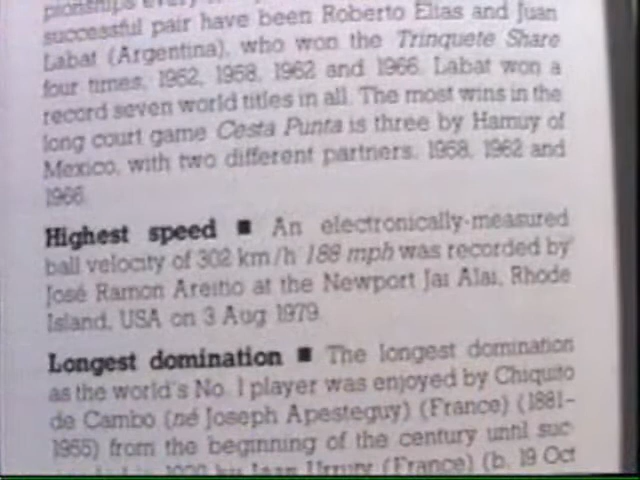 successful pair have been Roberto Elias and Juan
Labat (Argentina), who won the Trinquete Share
four times, 1952, 1958, 1962 and 1966. Labat won a
record seven world titles in all. The most wins in the
long court game Cesta Punta is three by Hamuy of
Mexico, with two different partners, 1958, 1962 and
1966.
Highest speed ■ An electronically-measured
ball velocity of 302 km/h 188 mph was recorded by
José Ramon Areitio at the Newport Jai Alai, Rhode
Island, USA on 3 Aug 1979.
Longest domination ■ The longest domination
as the world's No. 1 player was enjoyed by Chiquito
de Cambo (né Joseph Apesteguy) (France) (1881–
1955) from the beginning of the century until suc-
by Jean Urruty (France) (b. 19 Oct